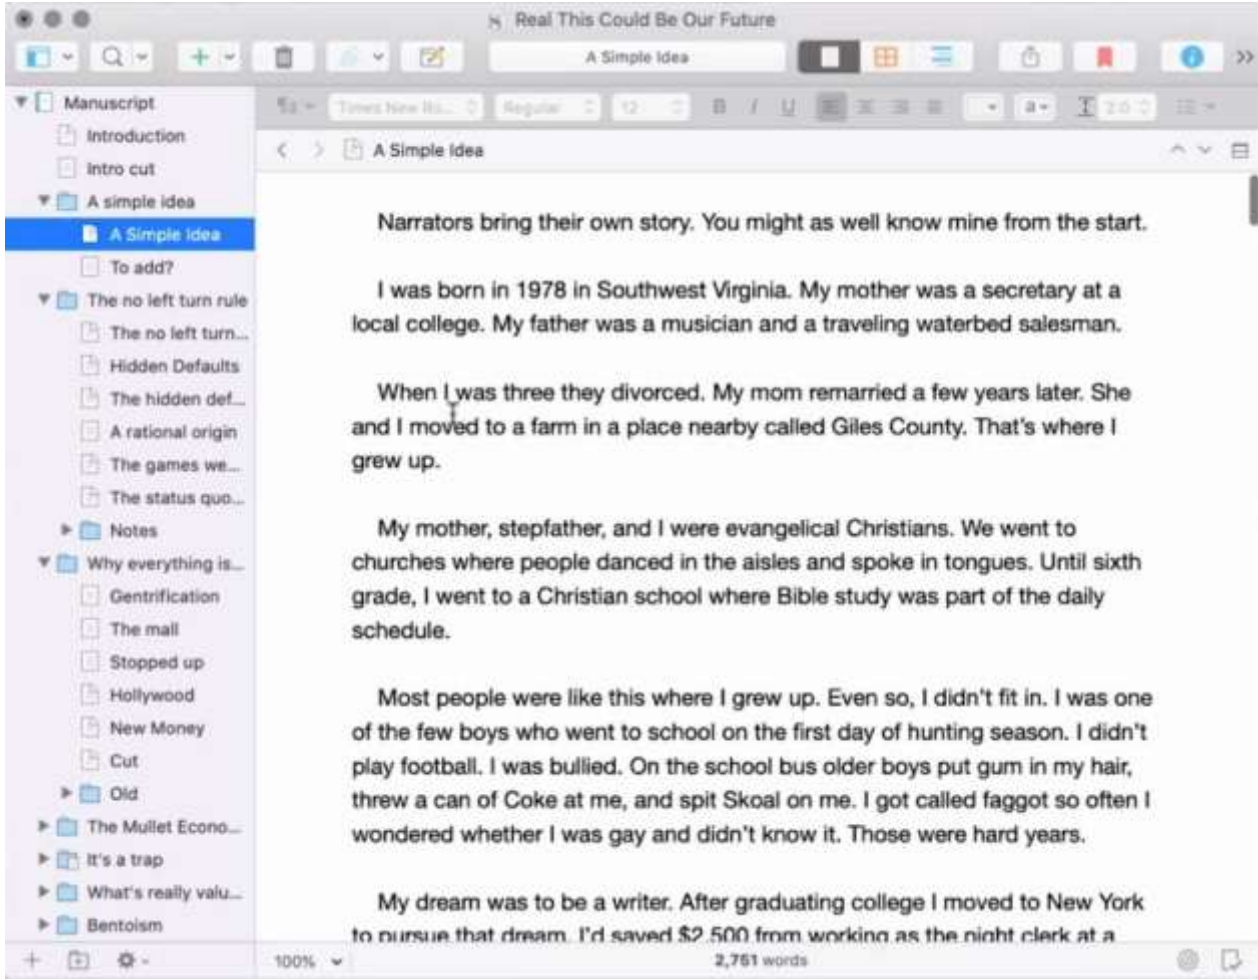 Real This Could Be Our Future
A Simple Idea
Manuscript
Introduction
Intro cut
A simple idea
A Simple Idea
To add?
The no left turn rule
The no left turn...
Hidden Defaults
The hidden def...
A rational origin
The games we...
The status quo...
Notes
Why everything is...
Gentrification
The mall
Stopped up
Hollywood
New Money
Cut
Old
The Mullet Econo...
It's a trap
What's really valu...
Bentoism
Times New Ro... Regular 12 B I U a 2.0
A Simple Idea
Narrators bring their own story. You might as well know mine from the start.
I was born in 1978 in Southwest Virginia. My mother was a secretary at a
local college. My father was a musician and a traveling waterbed salesman.
When I was three they divorced. My mom remarried a few years later. She
and I moved to a farm in a place nearby called Giles County. That's where I
grew up.
My mother, stepfather, and I were evangelical Christians. We went to
churches where people danced in the aisles and spoke in tongues. Until sixth
grade, I went to a Christian school where Bible study was part of the daily
schedule.
Most people were like this where I grew up. Even so, I didn't fit in. I was one
of the few boys who went to school on the first day of hunting season. I didn't
play football. I was bullied. On the school bus older boys put gum in my hair,
threw a can of Coke at me, and spit Skoal on me. I got called faggot so often I
wondered whether I was gay and didn't know it. Those were hard years.
My dream was to be a writer. After graduating college I moved to New York
to pursue that dream. I'd saved $2,500 from working as the night clerk at a
100%
2,751 words